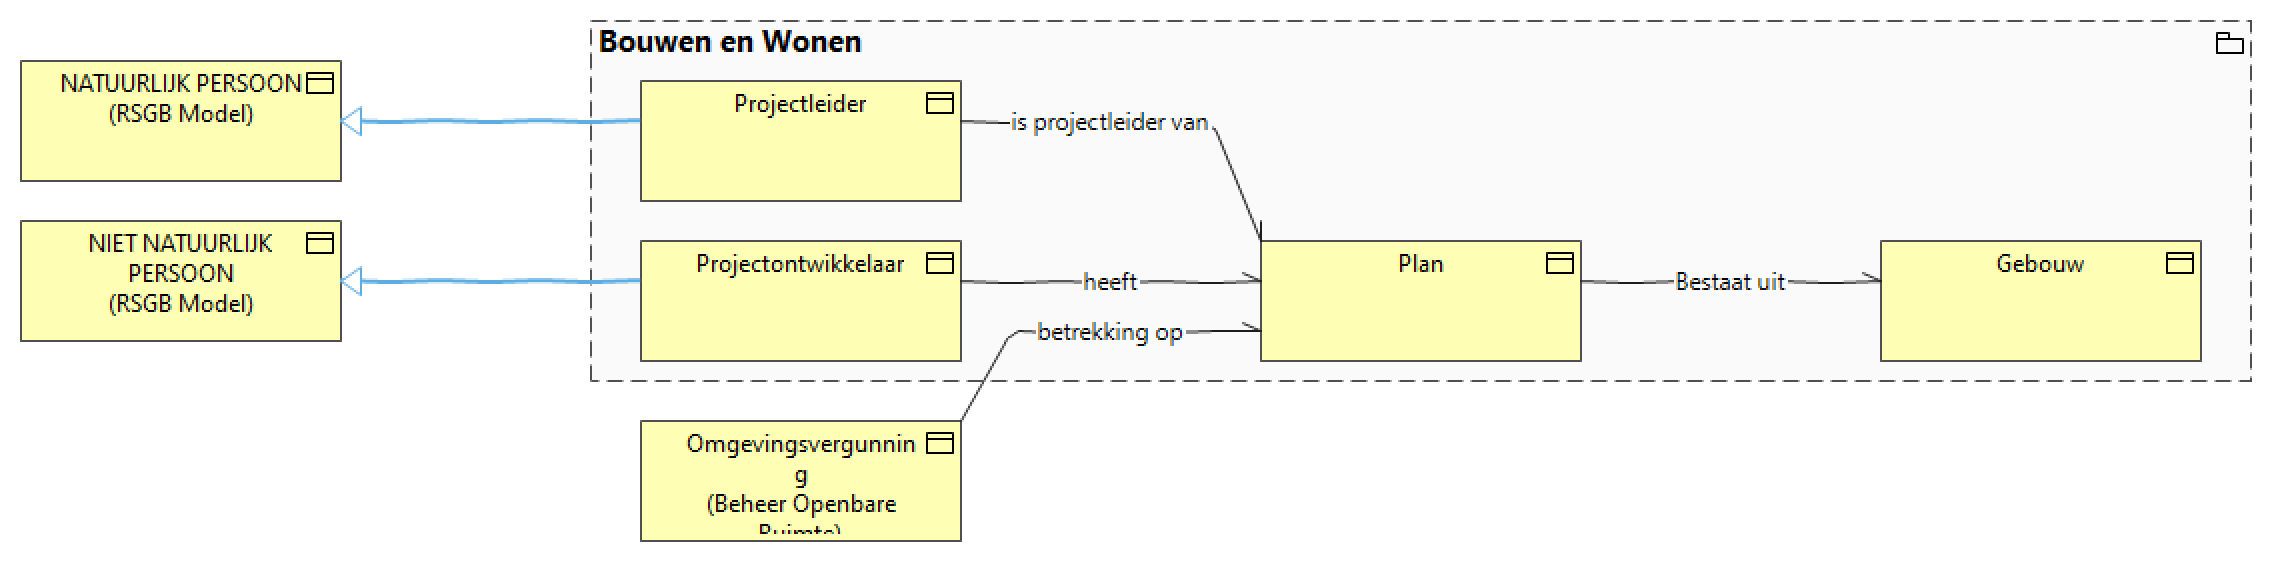 Bouwen en Wonen
NATUURLIJK PERSOON
(RSGB Model)
Projectleider
is projectleider van
NIET NATUURLIJK
PERSOON
(RSGB Model)
Projectontwikkelaar
heeft
Plan
Bestaat uit
Gebouw
betrekking op
Omgevingsvergunnin
g
(Beheer Openbare
Ruimte)